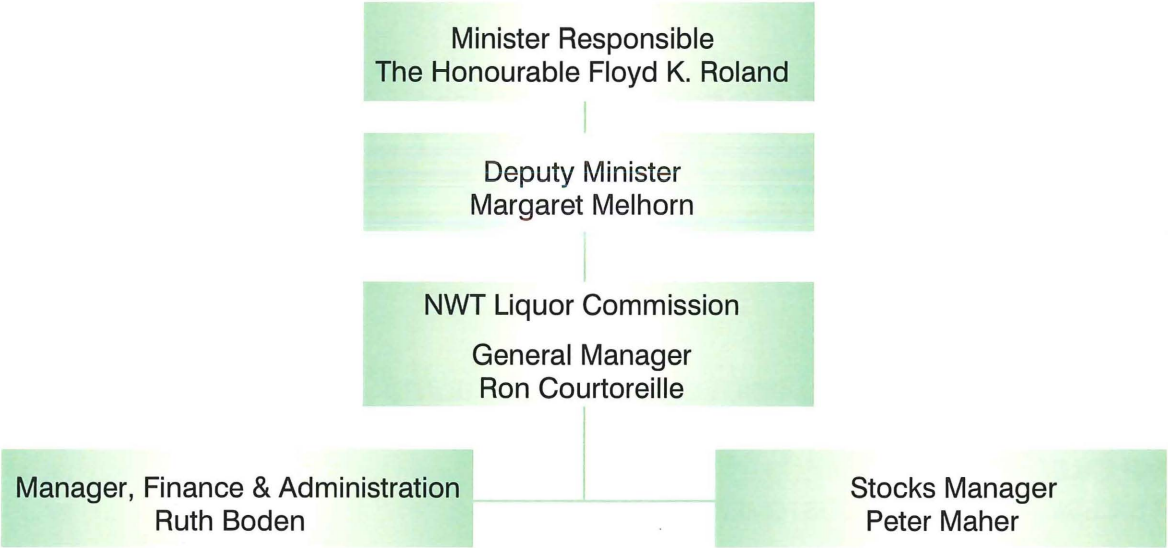 Minister Responsible
The Honourable Floyd K. Roland
Deputy Minister
Margaret Melhorn
NWT Liquor Commission
General Manager
Ron Courtoreille
Manager, Finance & Administration
Ruth Boden
Stocks Manager
Peter Maher